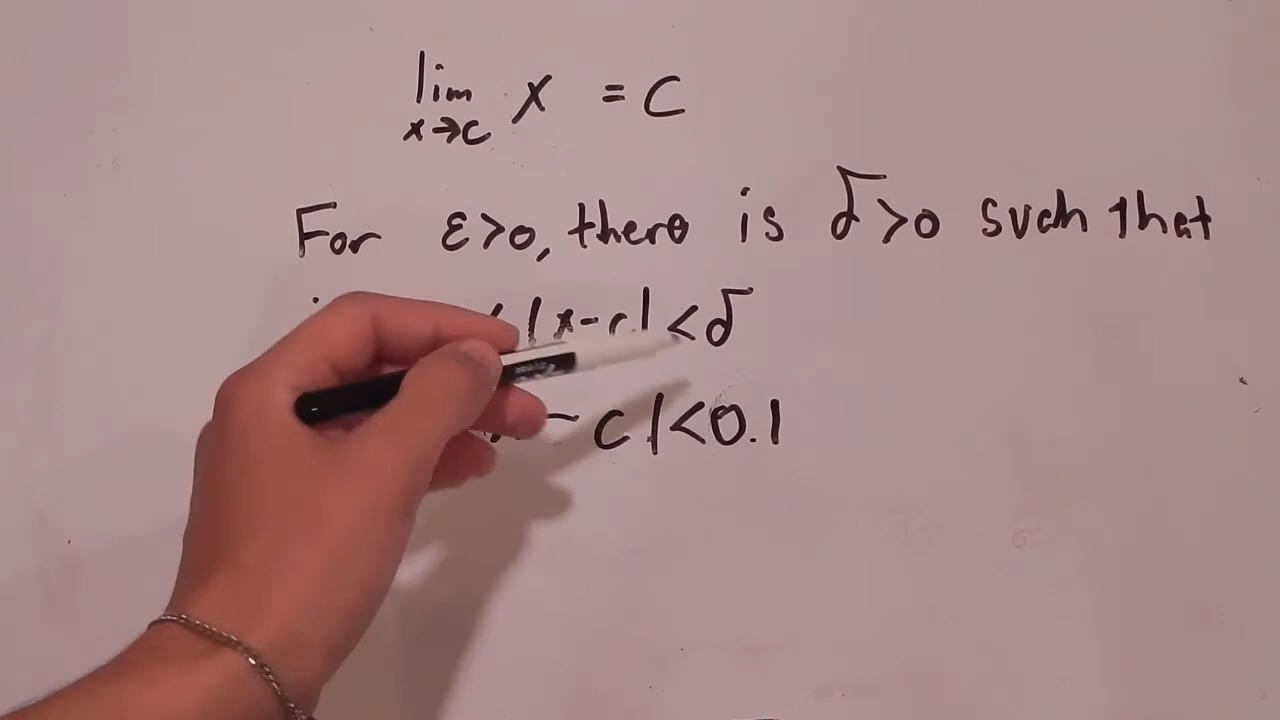 lim x = C
x→c
For ε>0, there is δ>0 such that
< |x-c| < δ
- c|<0.1